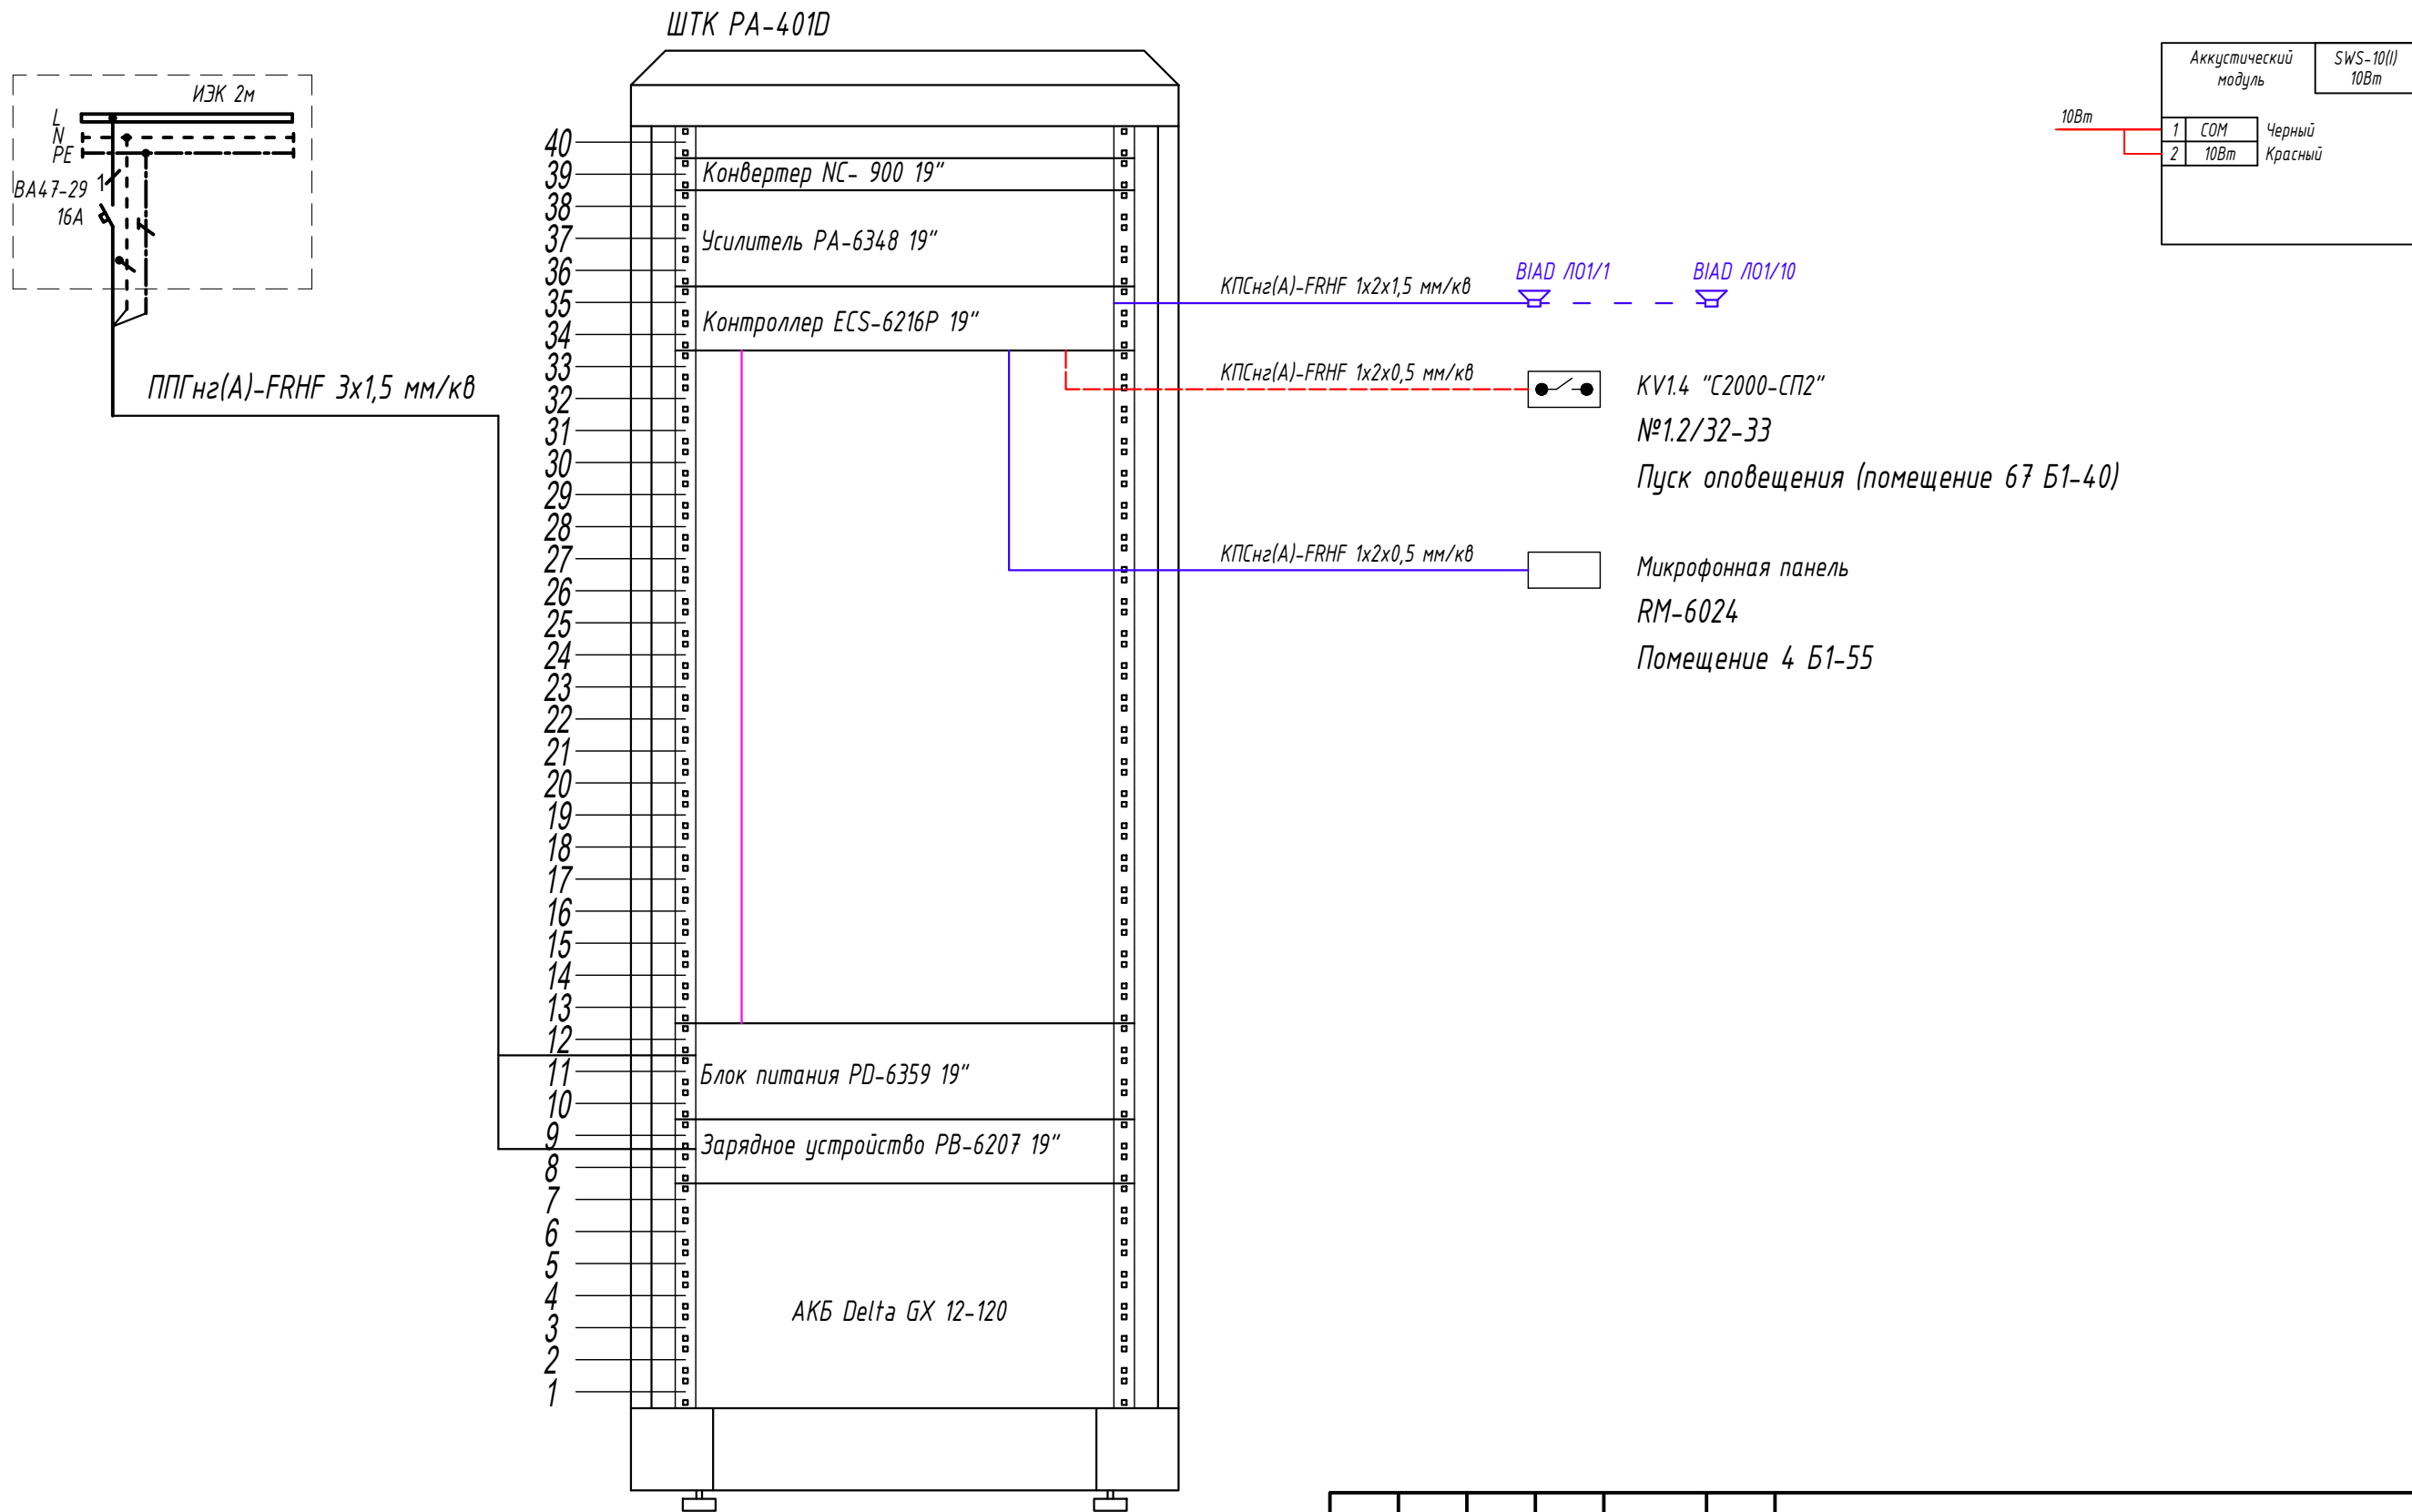 ШТК PA-401D
ИЭК 2м
L
N
PE
ВА47-29
1
16А
ППГнг(А)-FRHF 3х1,5 мм/кв
40
39
38
37
36
35
34
33
32
31
30
29
28
27
26
25
24
23
22
21
20
19
18
17
16
15
14
13
12
11
10
9
8
7
6
5
4
3
2
1
Конвертер NC- 900 19"
Усилитель PA-6348 19"
Контроллер ECS-6216P 19"
Блок питания PD-6359 19"
Зарядное устройство PB-6207 19"
АКБ Delta GX 12-120
КПСнг(А)-FRHF 1х2х1,5 мм/кв
BIAD Л01/1
BIAD Л01/10
КПСнг(А)-FRHF 1х2х0,5 мм/кв
KV1.4 "С2000-СП2"
№1.2/32-33
Пуск оповещения (помещение 67 Б1-40)
КПСнг(А)-FRHF 1х2х0,5 мм/кв
Микрофонная панель
RM-6024
Помещение 4 Б1-55
Аккустический
модуль
SWS-10(I)
10Вт
10Вт
1 COM Черный
2 10Вт Красный